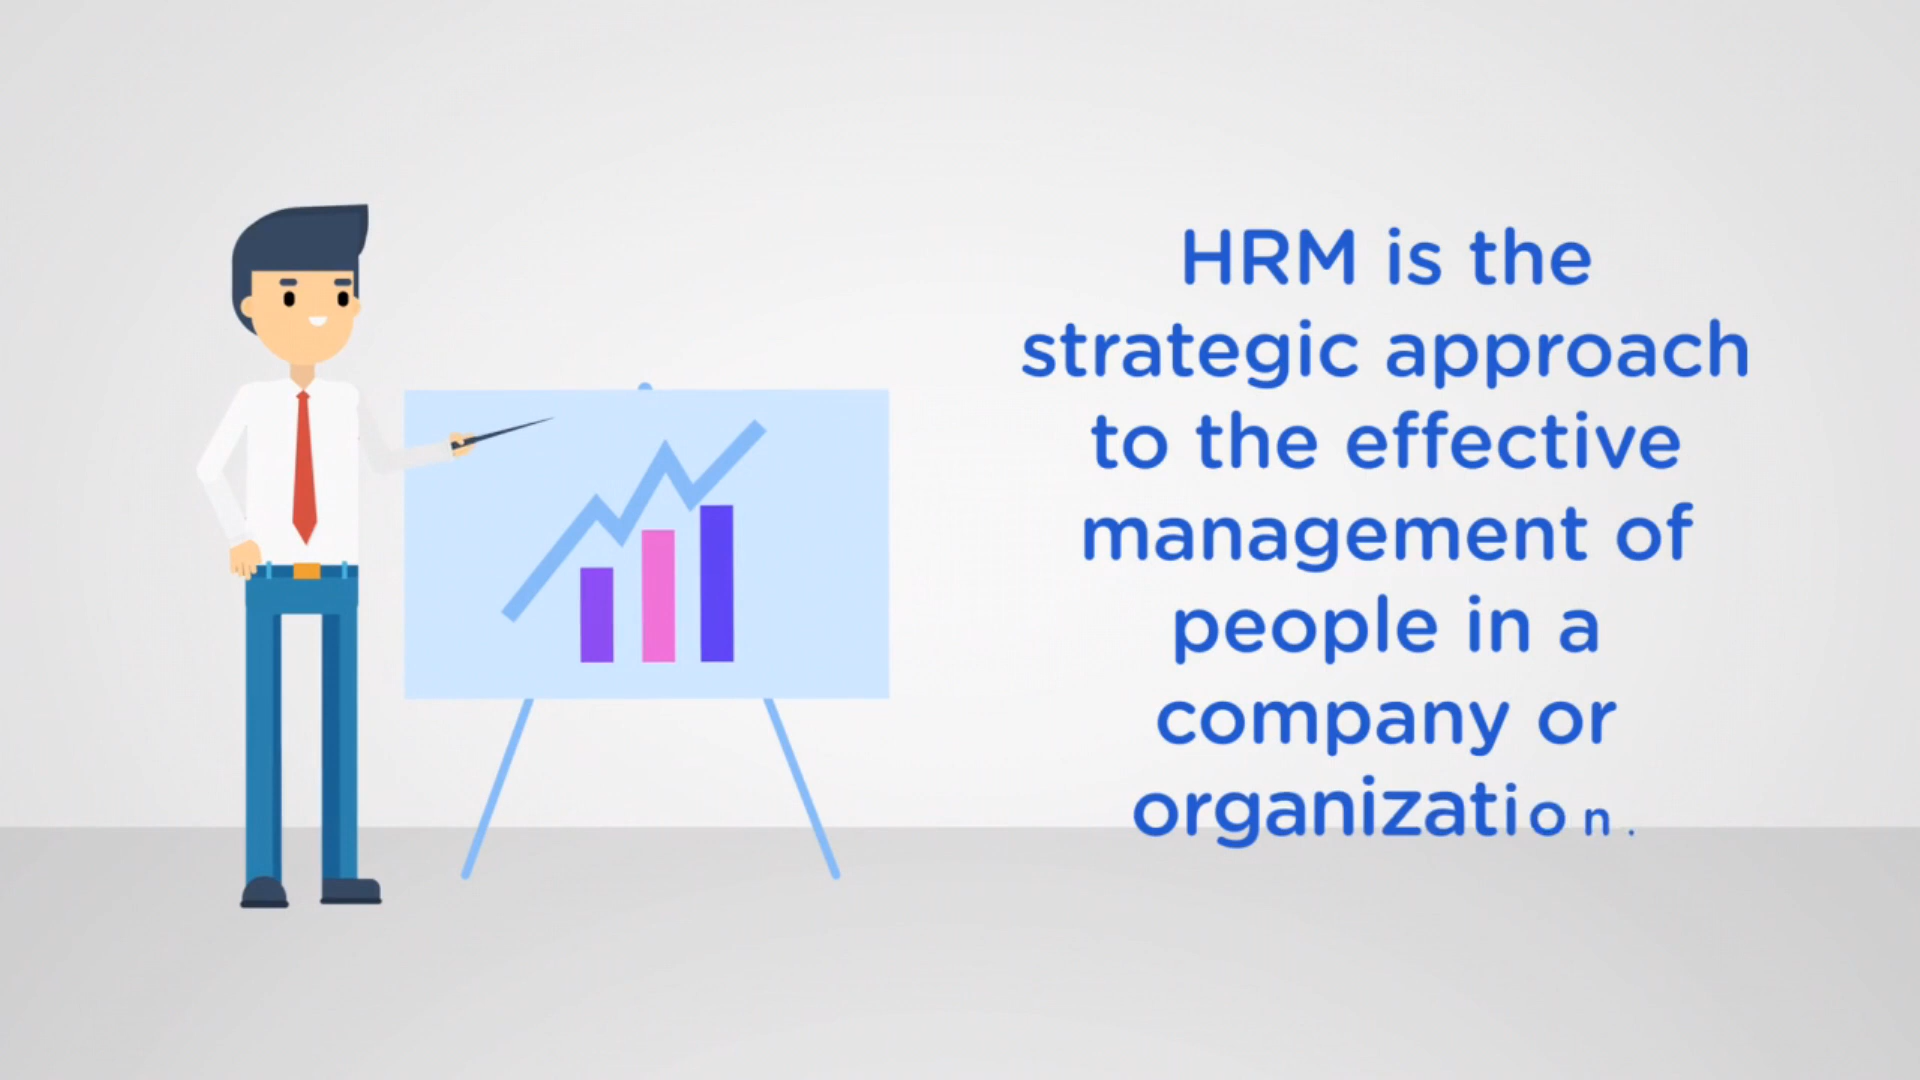 HRM is the
strategic approach
to the effective
management of
people in a
company or
organization.